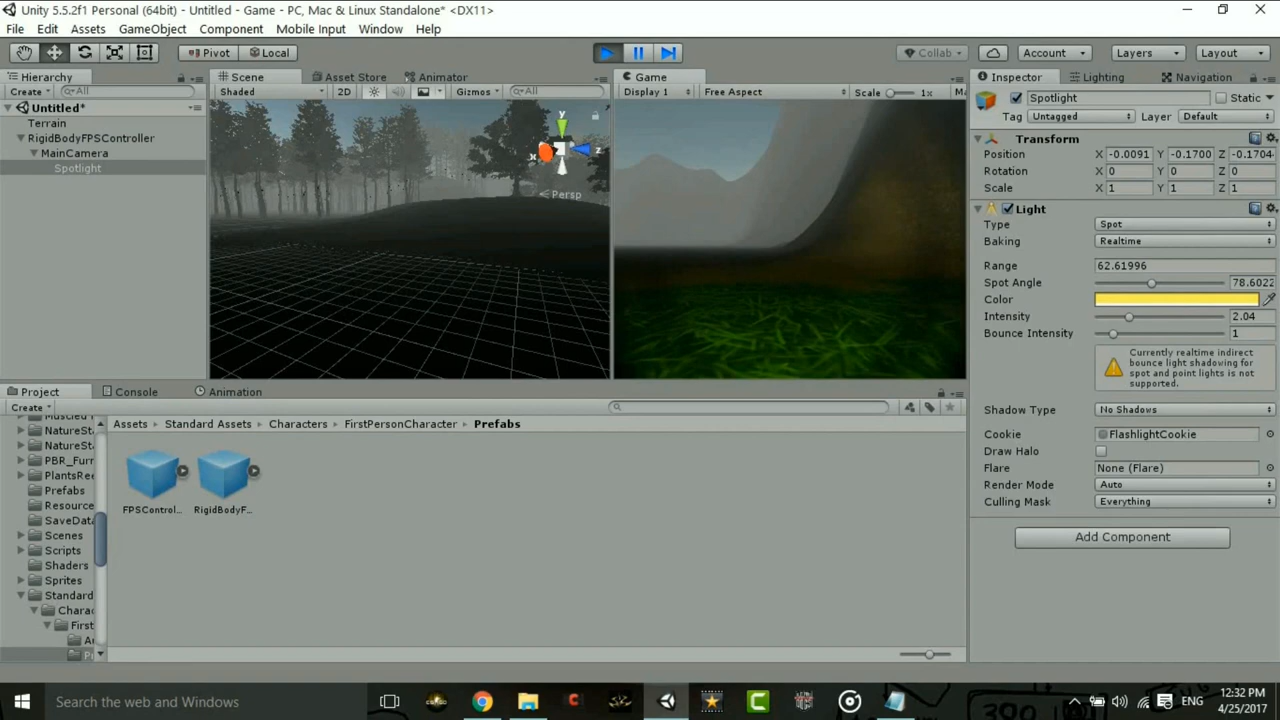 Unity 5.5.2f1 Personal (64bit) - Untitled - Game - PC, Mac & Linux Standalone* <DX11>
File Edit Assets GameObject Component Mobile Input Window Help
Pivot Local Collab Account Layers Layout
Hierarchy
Create All
Untitled*
Terrain
RigidBodyFPSController
MainCamera
Spotlight
Scene Asset Store Animator
Shaded 2D Gizmos All
y
x
z
Persp
Game
Display 1 Free Aspect Scale 1x Ma
Inspector Lighting Navigation
Spotlight Static
Tag Untagged Layer Default
Transform
Position X -0.0091 Y -0.1700 Z -0.1704
Rotation X 0 Y 0 Z 0
Scale X 1 Y 1 Z 1
Light
Type Spot
Baking Realtime
Range 62.61996
Spot Angle 78.6022
Color
Intensity 2.04
Bounce Intensity 1
Currently realtime indirect
bounce light shadowing for
spot and point lights is not
supported.
Shadow Type No Shadows
Cookie FlashlightCookie
Draw Halo
Flare None (Flare)
Render Mode Auto
Culling Mask Everything
Add Component
Project Console Animation
Create
NatureSta
NatureSta
PBR_Furr
PlantsRee
Prefabs
Resource
SaveData
Scenes
Scripts
Shaders
Sprites
Standard
Charac
First
Assets Standard Assets Characters FirstPersonCharacter Prefabs
FPSControl... RigidBodyF...
Search the web and Windows
ENG
12:32 PM
4/25/2017